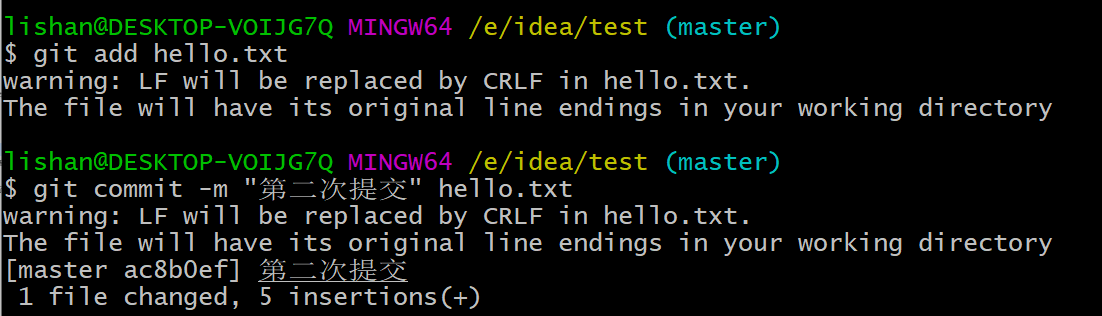 lishan@DESKTOP-VOIJG7Q MINGW64 /e/idea/test (master)
$ git add hello.txt
warning: LF will be replaced by CRLF in hello.txt.
The file will have its original line endings in your working directory
lishan@DESKTOP-VOIJG7Q MINGW64 /e/idea/test (master)
$ git commit -m "第二次提交" hello.txt
warning: LF will be replaced by CRLF in hello.txt.
The file will have its original line endings in your working directory
[master ac8b0ef] 第二次提交
 1 file changed, 5 insertions(+)